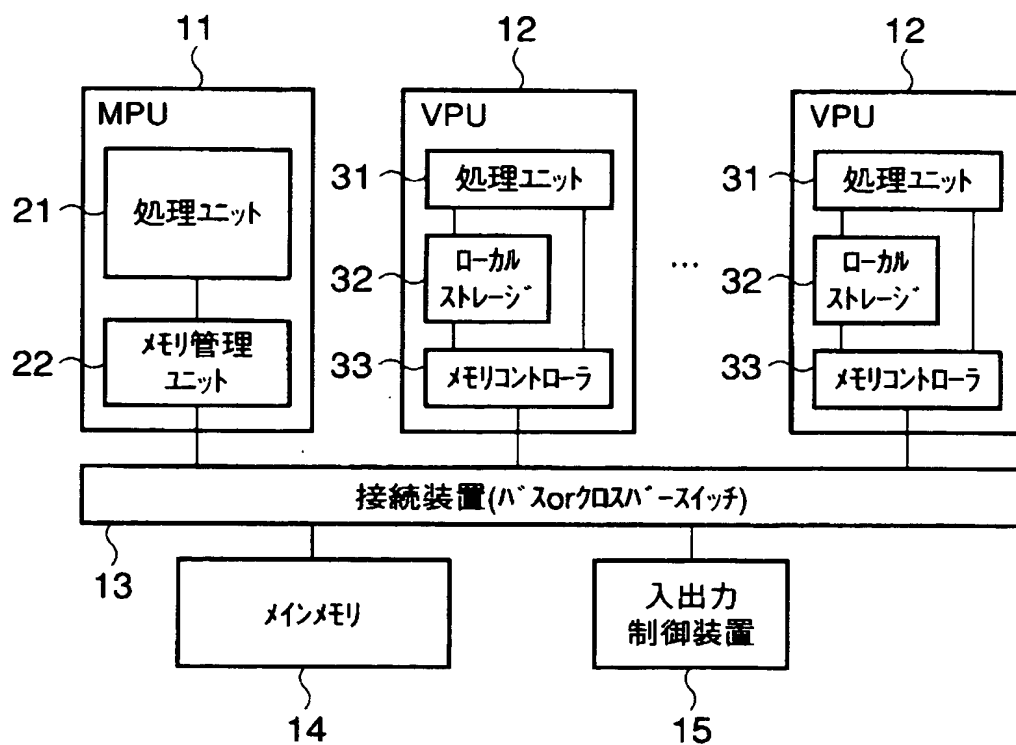 11
12
12
MPU
VPU
VPU
21
処理ユニット
22
メモリ管理
ユニット
31
処理ユニット
32
ローカル
ストレージ
33
メモリコントローラ
…
31
処理ユニット
32
ローカル
ストレージ
33
メモリコントローラ
接続装置(バスorクロスバースイッチ)
13
メインメモリ
14
入出力
制御装置
15